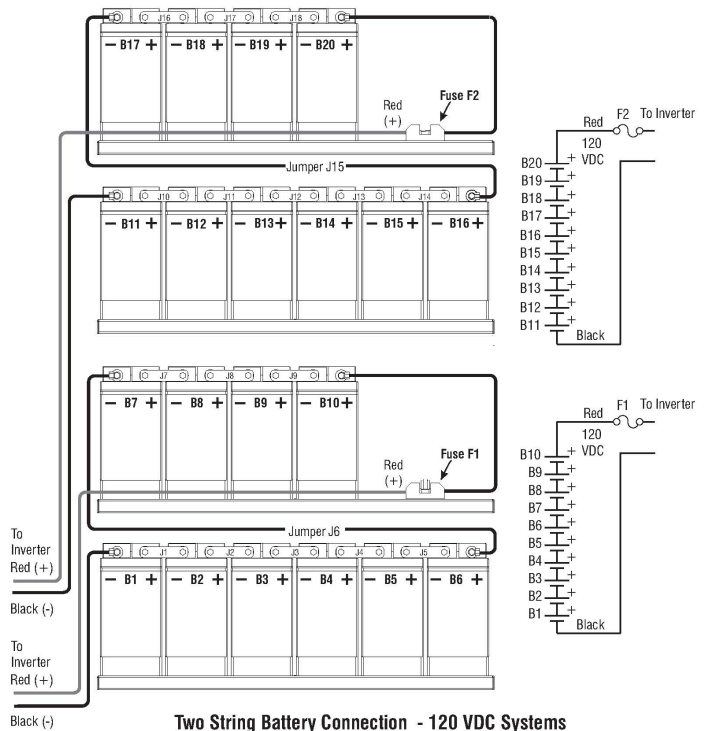 J16 J17 J18
– B17 + – B18 + – B19 + – B20 +
Fuse F2
Red
(+)
Jumper J15
J10 J11 J12 J13 J14
– B11 + – B12 + – B13 + – B14 + – B15 + – B16 +
J7 J8 J9
– B7 + – B8 + – B9 + – B10 +
Fuse F1
Red
(+)
Jumper J6
J1 J2 J3 J4 J5
– B1 + – B2 + – B3 + – B4 + – B5 + – B6 +
To
Inverter
Red (+)
Black (-)
To
Inverter
Red (+)
Black (-)
F2 To Inverter
Red
120
VDC
B20 +
B19 +
B18 +
B17 +
B16 +
B15 +
B14 +
B13 +
B12 +
B11 +
Black
F1 To Inverter
Red
120
VDC
B10 +
B9 +
B8 +
B7 +
B6 +
B5 +
B4 +
B3 +
B2 +
B1 +
Black
Two String Battery Connection - 120 VDC Systems